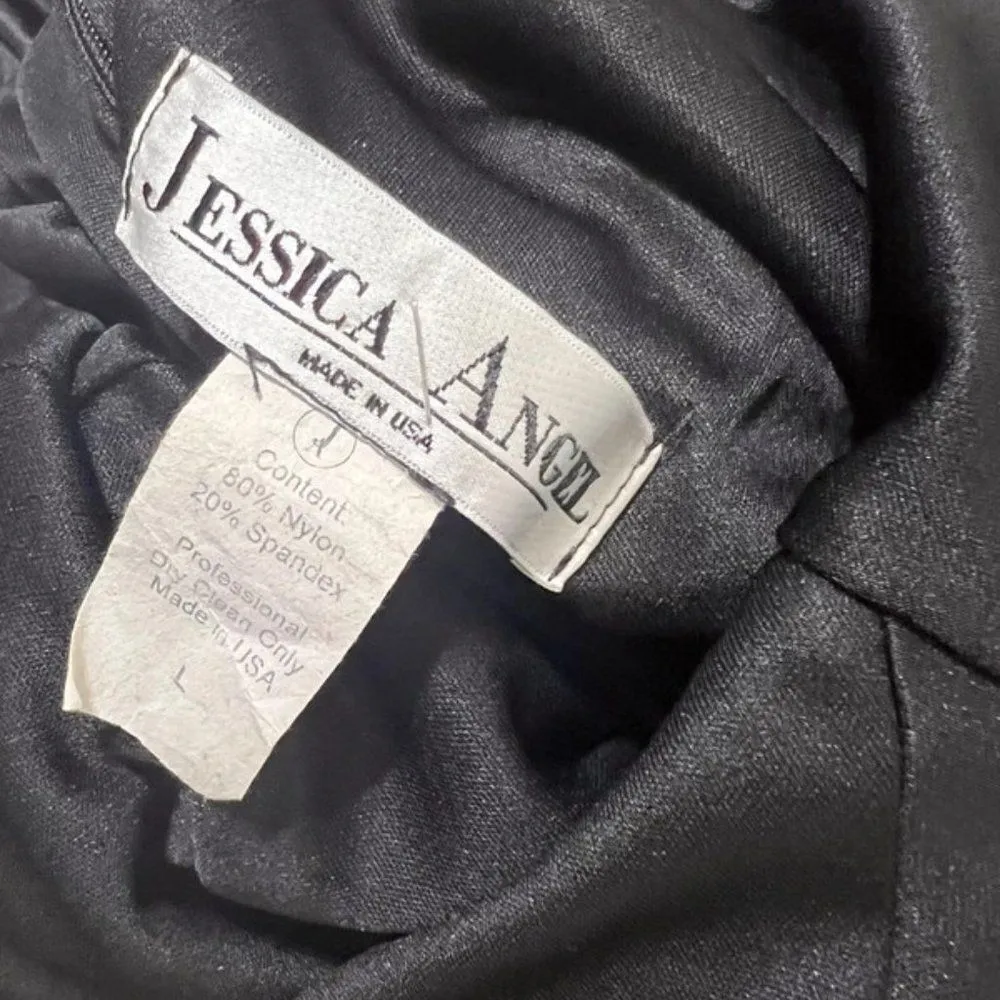 JESSICA ANGEL
MADE IN USA
Content
80% Nylon
20% Spandex
Professional
Dry Clean Only
Made in USA
L